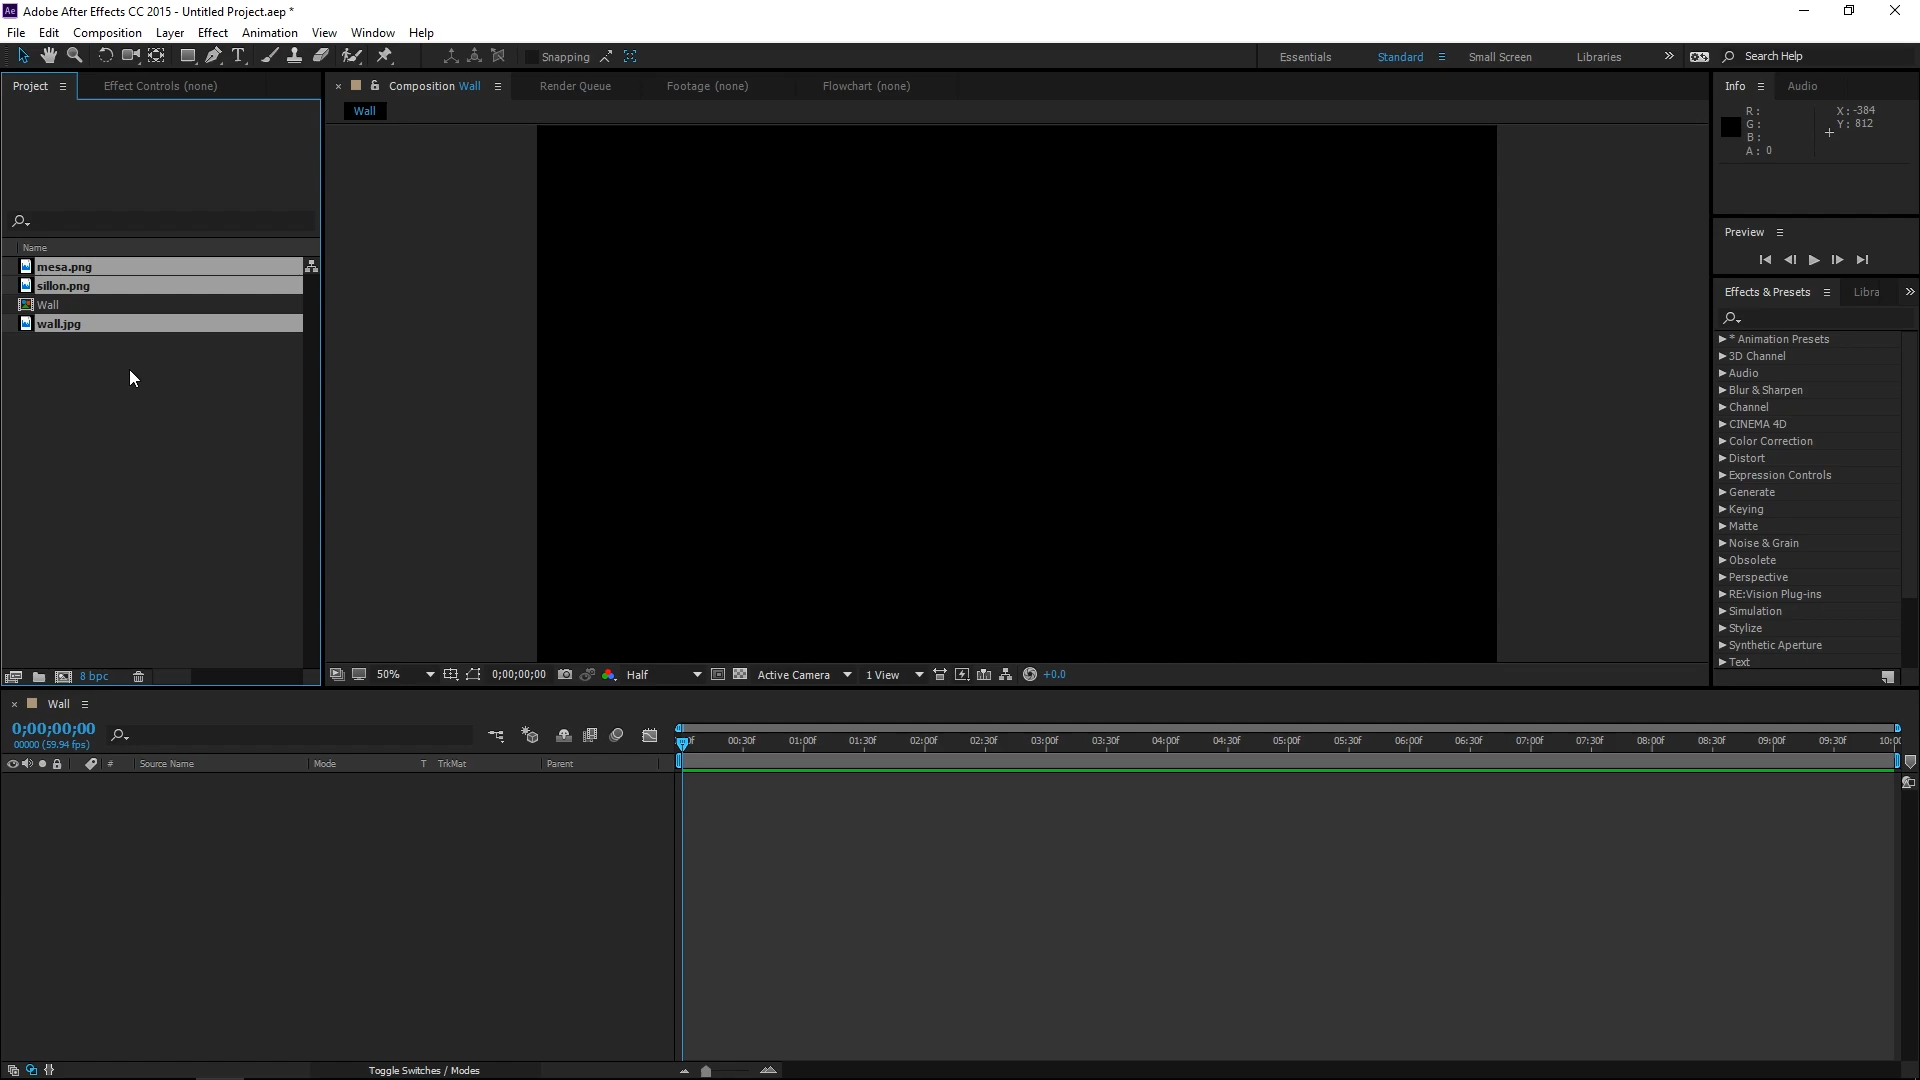 Ae Adobe After Effects CC 2015 - Untitled Project.aep *
File Edit Composition Layer Effect Animation View Window Help
T Snapping Essentials Standard Small Screen Libraries Search Help
Project Effect Controls (none)
Composition Wall Render Queue Footage (none) Flowchart (none)
Info Audio
Wall
R:
G:
B:
A: 0
X: -384
Y: 812
Preview
Name
mesa.png
sillon.png
Wall
wall.jpg
Effects & Presets Libra
* Animation Presets
3D Channel
Audio
Blur & Sharpen
Channel
CINEMA 4D
Color Correction
Distort
Expression Controls
Generate
Keying
Matte
Noise & Grain
Obsolete
Perspective
RE:Vision Plug-ins
Simulation
Stylize
Synthetic Aperture
Text
8 bpc
50% 0;00;00;00 Half Active Camera 1 View +0.0
Wall
0;00;00;00
00000 (59.94 fps)
00:30f 01:00f 01:30f 02:00f 02:30f 03:00f 03:30f 04:00f 04:30f 05:00f 05:30f 06:00f 06:30f 07:00f 07:30f 08:00f 08:30f 09:00f 09:30f
# Source Name Mode T TrkMat Parent
Toggle Switches / Modes